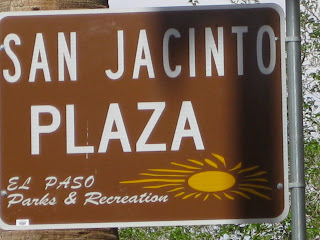 SAN JACINTO
PLAZA
EL PASO
Parks & Recreation